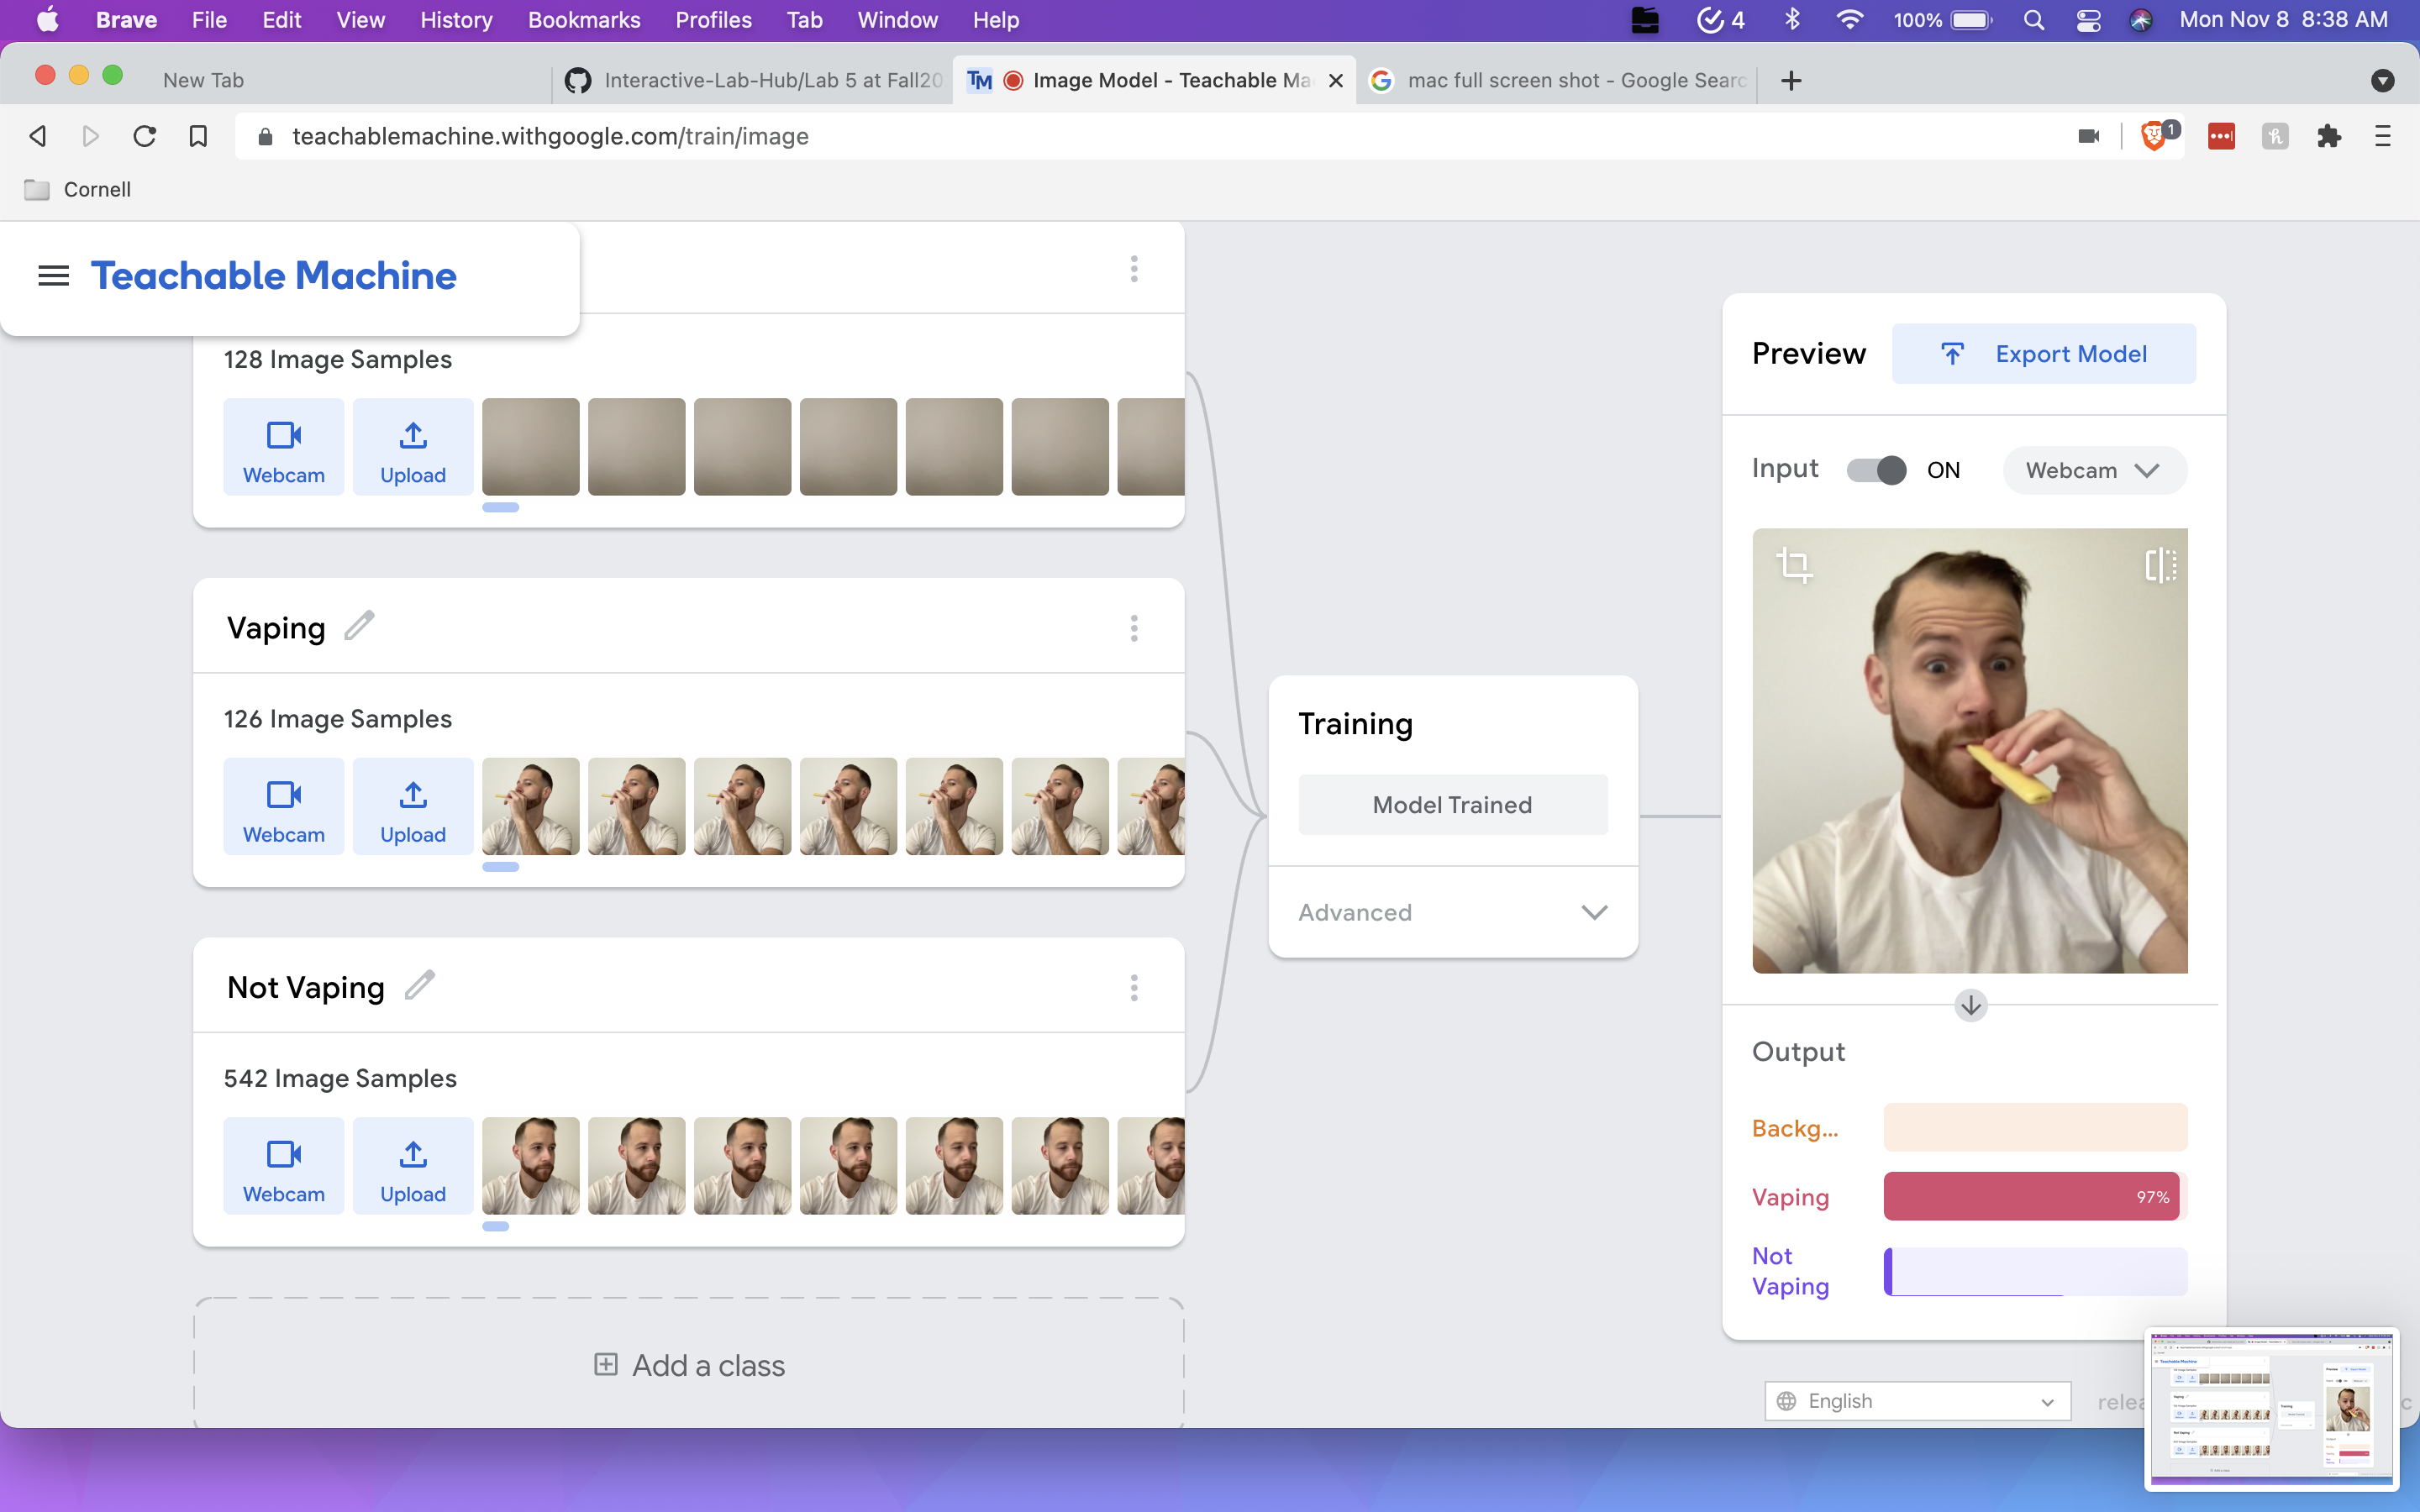 Brave File Edit View History Bookmarks Profiles Tab Window Help 4 100% Mon Nov 8 8:38 AM
New Tab Interactive-Lab-Hub/Lab 5 at Fall20 TM Image Model - Teachable Ma mac full screen shot - Google Searc
teachablemachine.withgoogle.com/train/image 1
Cornell
Teachable Machine
128 Image Samples
Webcam Upload
Vaping
126 Image Samples
Webcam Upload
Not Vaping
542 Image Samples
Webcam Upload
Add a class
Training
Model Trained
Advanced
Preview Export Model
Input ON Webcam
Output
Backg...
Vaping 97%
Not
Vaping
English